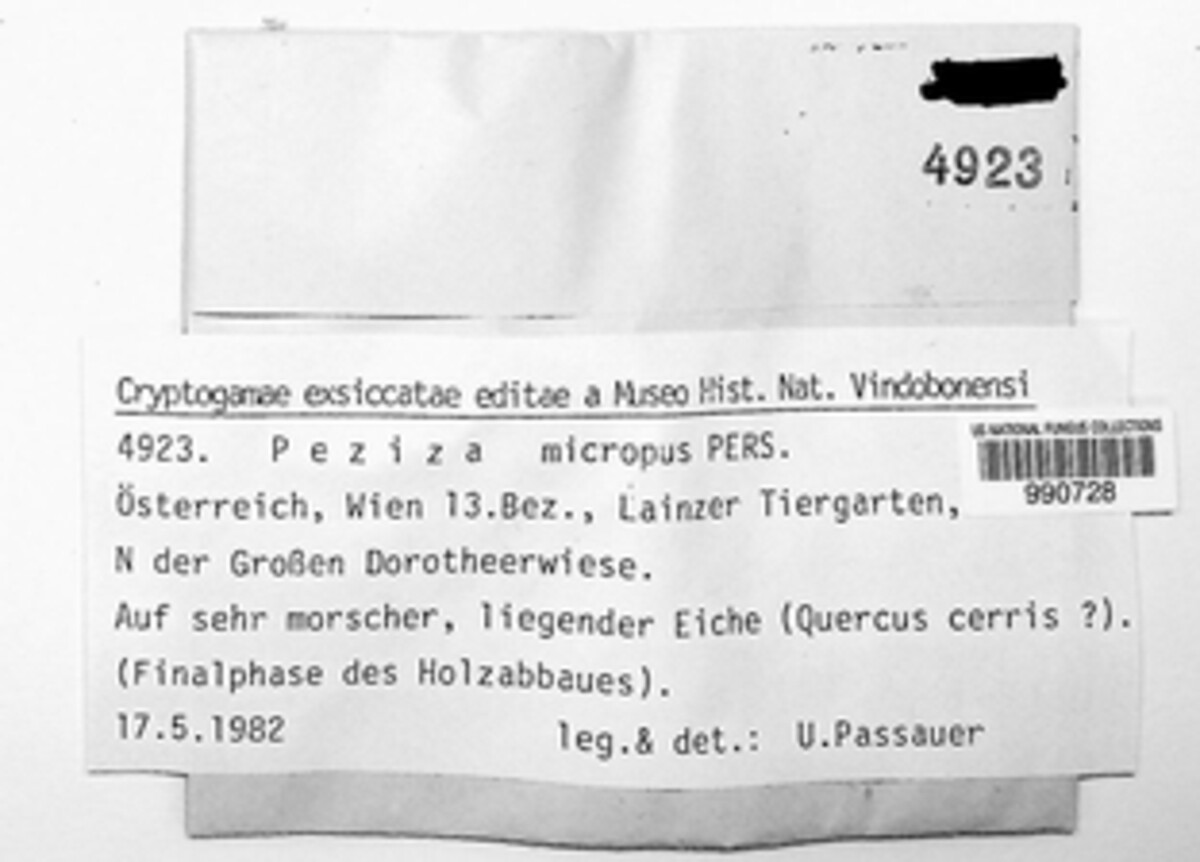 4923
Cryptogamae exsiccatae editae a Museo Hist. Nat. Vindobonensi
4923. Peziza micropus PERS.
US NATIONAL FUNGUS COLLECTIONS
990728
Österreich, Wien 13.Bez., Lainzer Tiergarten,
N der Großen Dorotheerwiese.
Auf sehr morscher, liegender Eiche (Quercus cerris ?).
(Finalphase des Holzabbaues).
17.5.1982 leg.& det.: U.Passauer